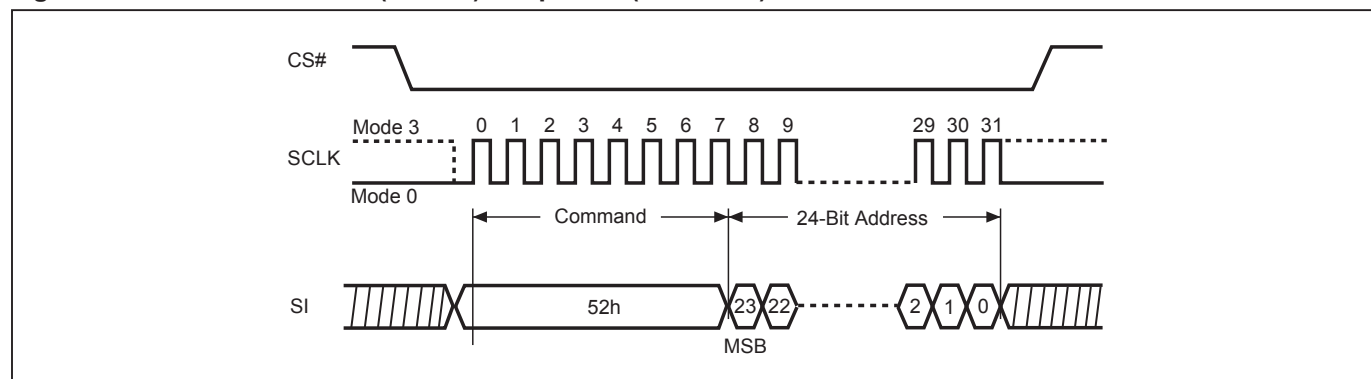 CS#
Mode 3
0 1 2 3 4 5 6 7 8 9 29 30 31
SCLK
Mode 0
Command
24-Bit Address
SI
52h
23 22 2 1 0
MSB